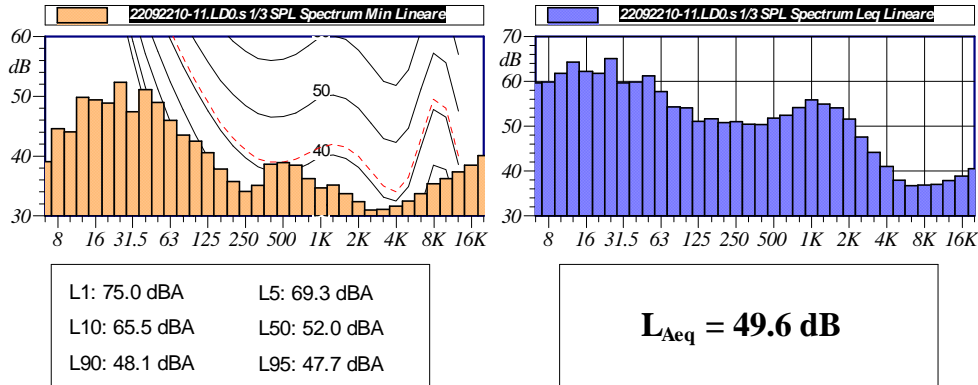 22092210-11.LD0.s 1/3 SPL Spectrum Min Lineare
60
dB
50
40
30
50
40
8 16 31.5 63 125 250 500 1K 2K 4K 8K 16K
22092210-11.LD0.s 1/3 SPL Spectrum Leq Lineare
70
dB
60
50
40
30
8 16 31.5 63 125 250 500 1K 2K 4K 8K 16K
L1: 75.0 dBA L5: 69.3 dBA
L10: 65.5 dBA L50: 52.0 dBA
L90: 48.1 dBA L95: 47.7 dBA
LAeq = 49.6 dB